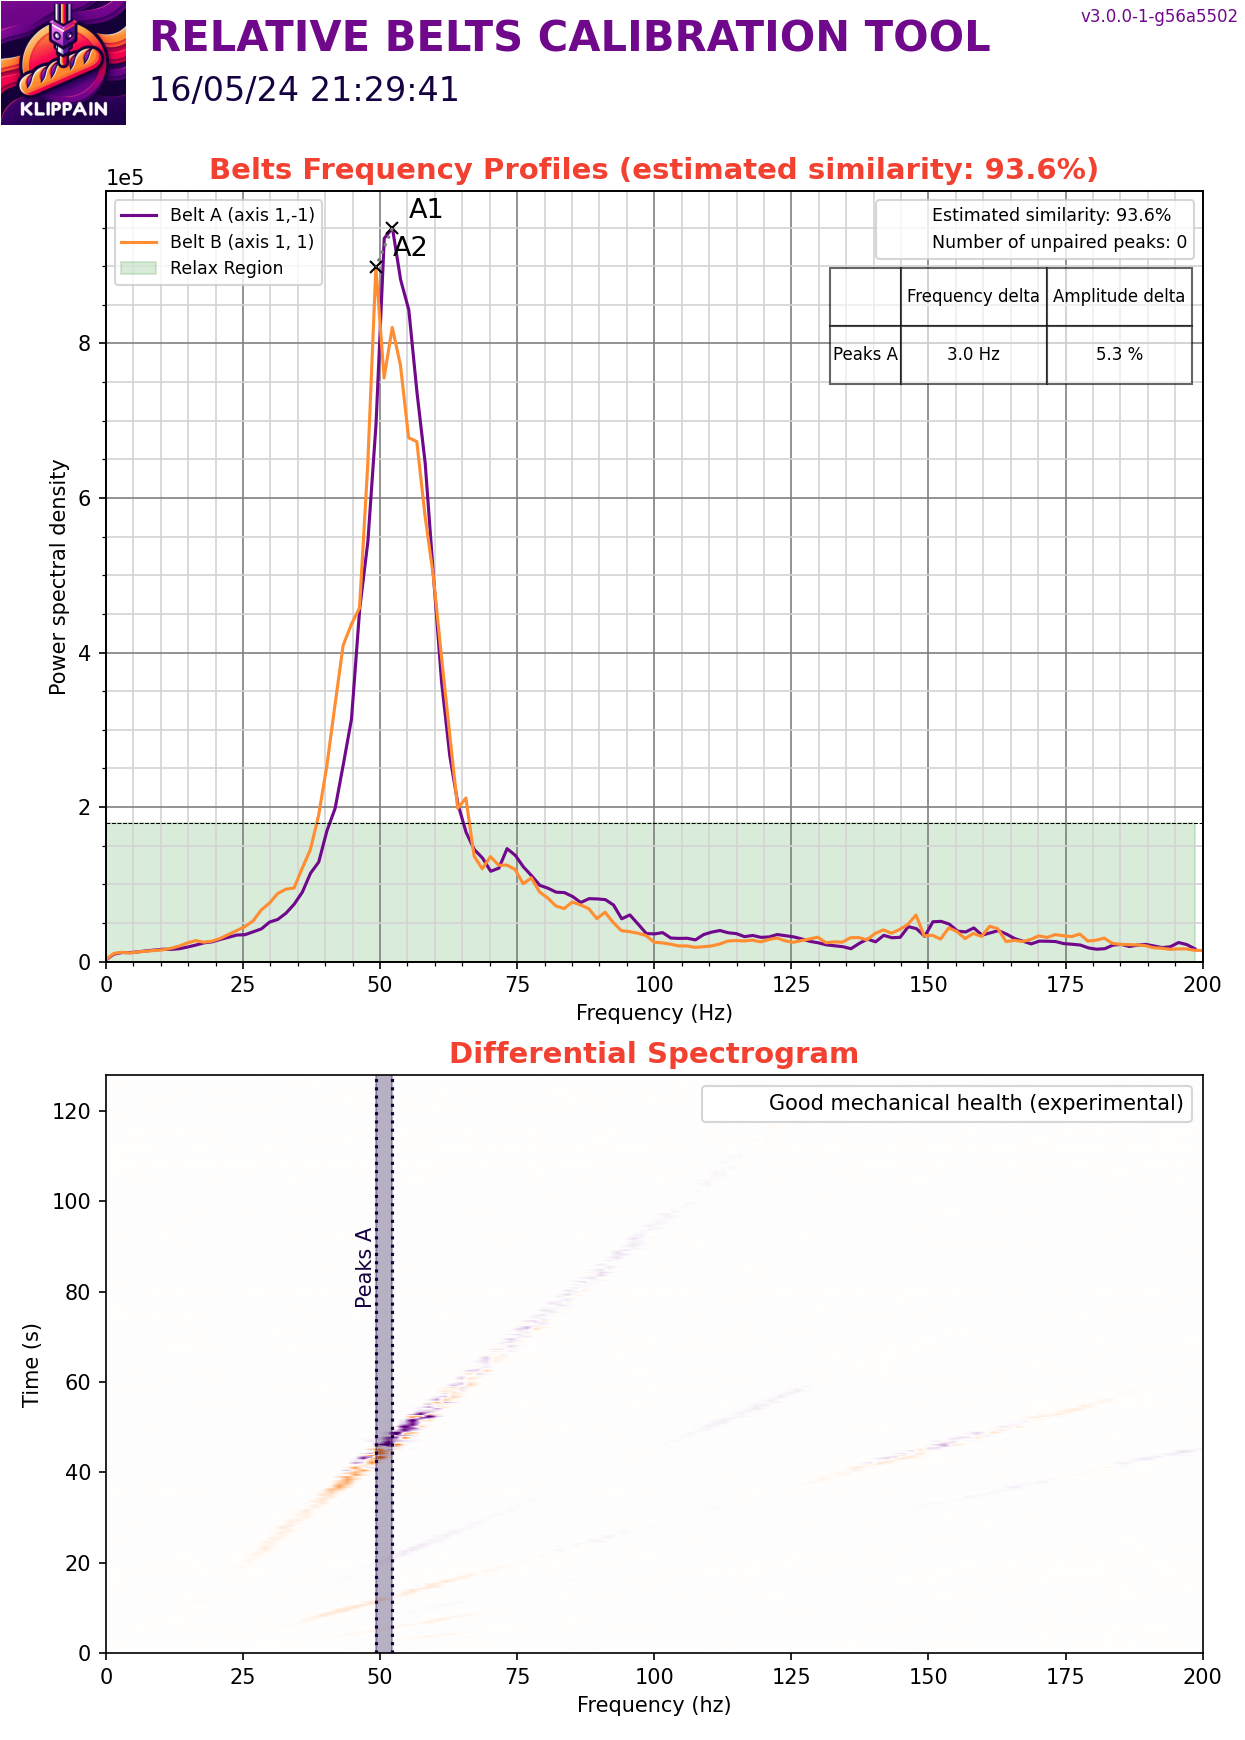 v3.0.0-1-g56a5502
RELATIVE BELTS CALIBRATION TOOL
16/05/24 21:29:41
KLIPPAIN
Belts Frequency Profiles (estimated similarity: 93.6%)
1e5
Belt A (axis 1,-1)
Belt B (axis 1, 1)
Relax Region
A1
A2
Estimated similarity: 93.6%
Number of unpaired peaks: 0
Frequency delta Amplitude delta
Peaks A 3.0 Hz 5.3 %
8
6
4
2
0
Power spectral density
0 25 50 75 100 125 150 175 200
Frequency (Hz)
Differential Spectrogram
Good mechanical health (experimental)
Peaks A
120
100
80
60
40
20
0
Time (s)
0 25 50 75 100 125 150 175 200
Frequency (hz)